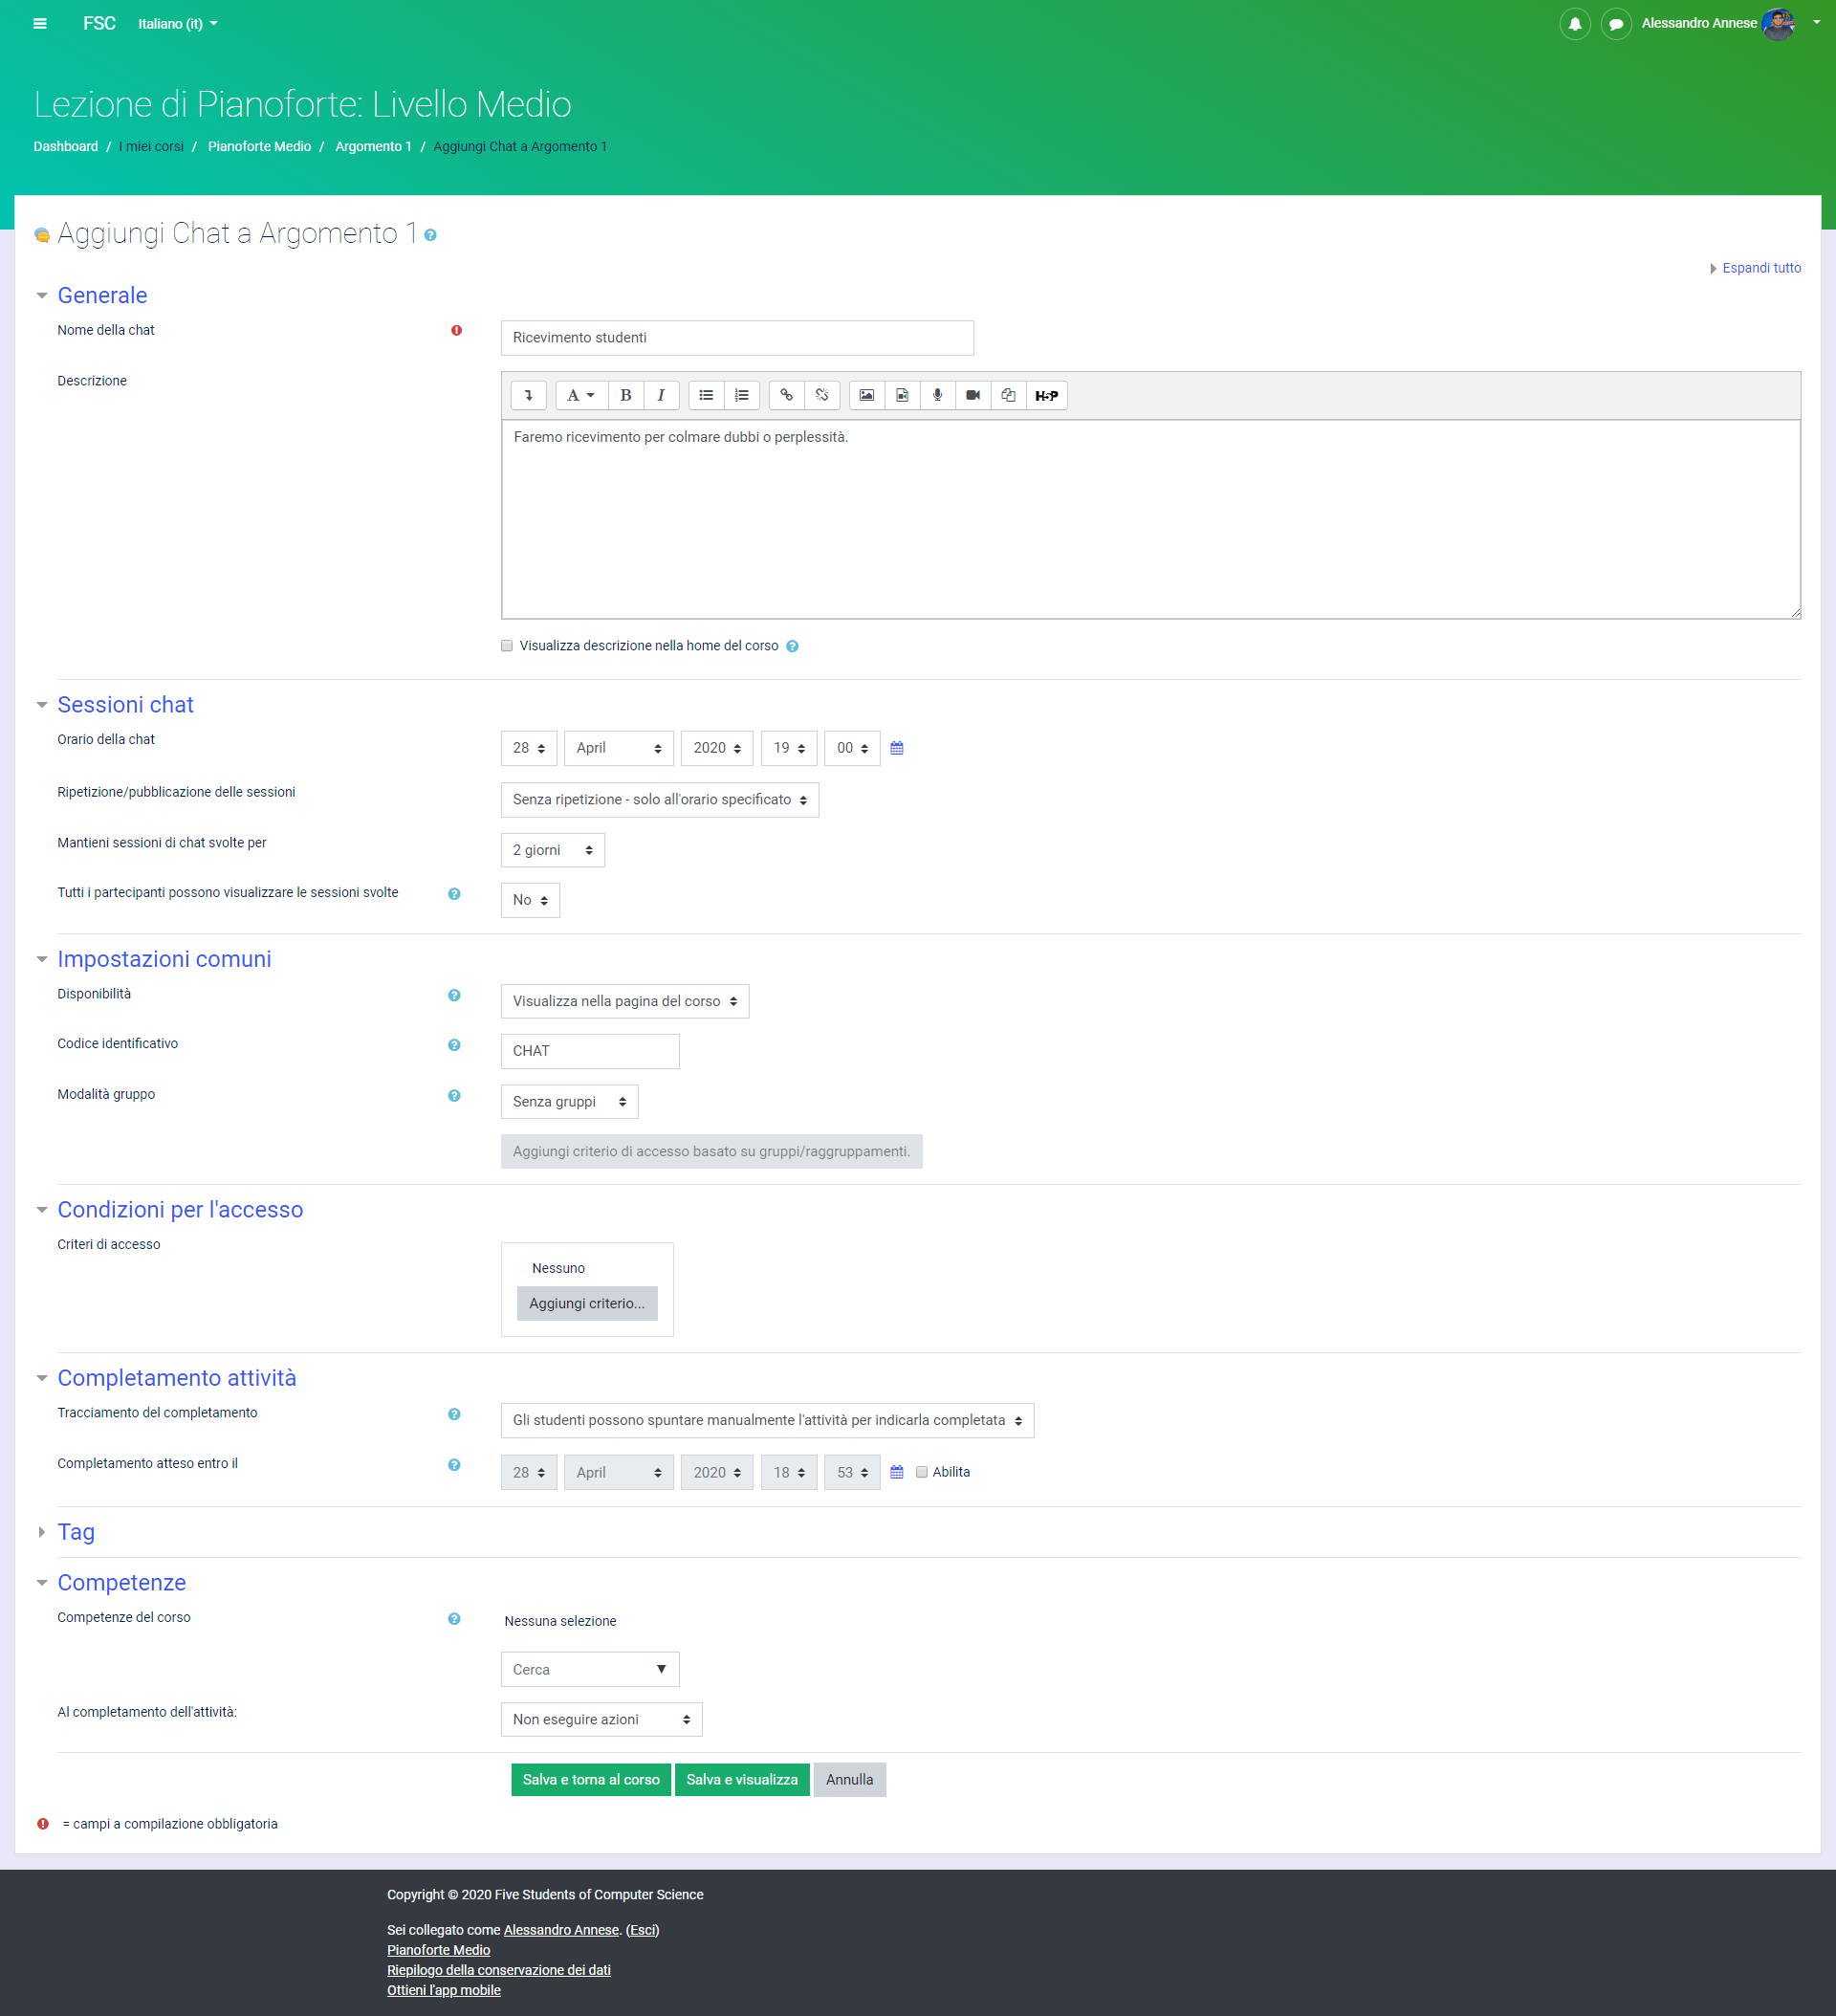 FSC Italiano (it) Alessandro Annese
Lezione di Pianoforte: Livello Medio
Dashboard / I miei corsi / Pianoforte Medio / Argomento 1 / Aggiungi Chat a Argomento 1
Aggiungi Chat a Argomento 1
Espandi tutto
Generale
Nome della chat Ricevimento studenti
Descrizione
A B I H-P
Faremo ricevimento per colmare dubbi o perplessità.
Visualizza descrizione nella home del corso
Sessioni chat
Orario della chat 28 April 2020 19 00
Ripetizione/pubblicazione delle sessioni Senza ripetizione - solo all'orario specificato
Mantieni sessioni di chat svolte per 2 giorni
Tutti i partecipanti possono visualizzare le sessioni svolte No
Impostazioni comuni
Disponibilità Visualizza nella pagina del corso
Codice identificativo CHAT
Modalità gruppo Senza gruppi
Aggiungi criterio di accesso basato su gruppi/raggruppamenti.
Condizioni per l'accesso
Criteri di accesso
Nessuno
Aggiungi criterio...
Completamento attività
Tracciamento del completamento Gli studenti possono spuntare manualmente l'attività per indicarla completata
Completamento atteso entro il 28 April 2020 18 53 Abilita
Tag
Competenze
Competenze del corso Nessuna selezione
Cerca ▼
Al completamento dell'attività: Non eseguire azioni
Salva e torna al corso Salva e visualizza Annulla
= campi a compilazione obbligatoria
Copyright © 2020 Five Students of Computer Science
Sei collegato come Alessandro Annese. (Esci)
Pianoforte Medio
Riepilogo della conservazione dei dati
Ottieni l'app mobile